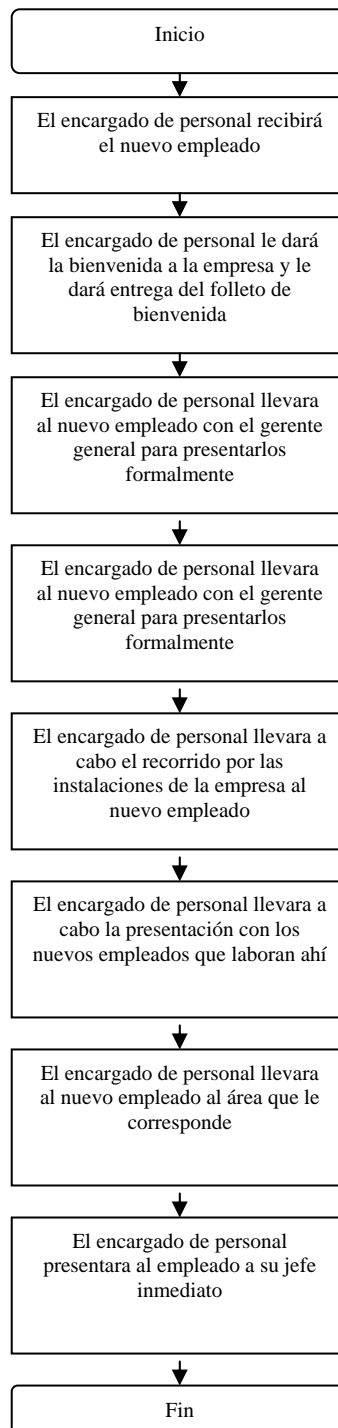 Inicio
El encargado de personal recibirá
el nuevo empleado
El encargado de personal le dará
la bienvenida a la empresa y le
dará entrega del folleto de
bienvenida
El encargado de personal llevara
al nuevo empleado con el gerente
general para presentarlos
formalmente
El encargado de personal llevara
al nuevo empleado con el gerente
general para presentarlos
formalmente
El encargado de personal llevara a
cabo el recorrido por las
instalaciones de la empresa al
nuevo empleado
El encargado de personal llevara a
cabo la presentación con los
nuevos empleados que laboran ahí
El encargado de personal llevara
al nuevo empleado al área que le
corresponde
El encargado de personal
presentara al empleado a su jefe
inmediato
Fin